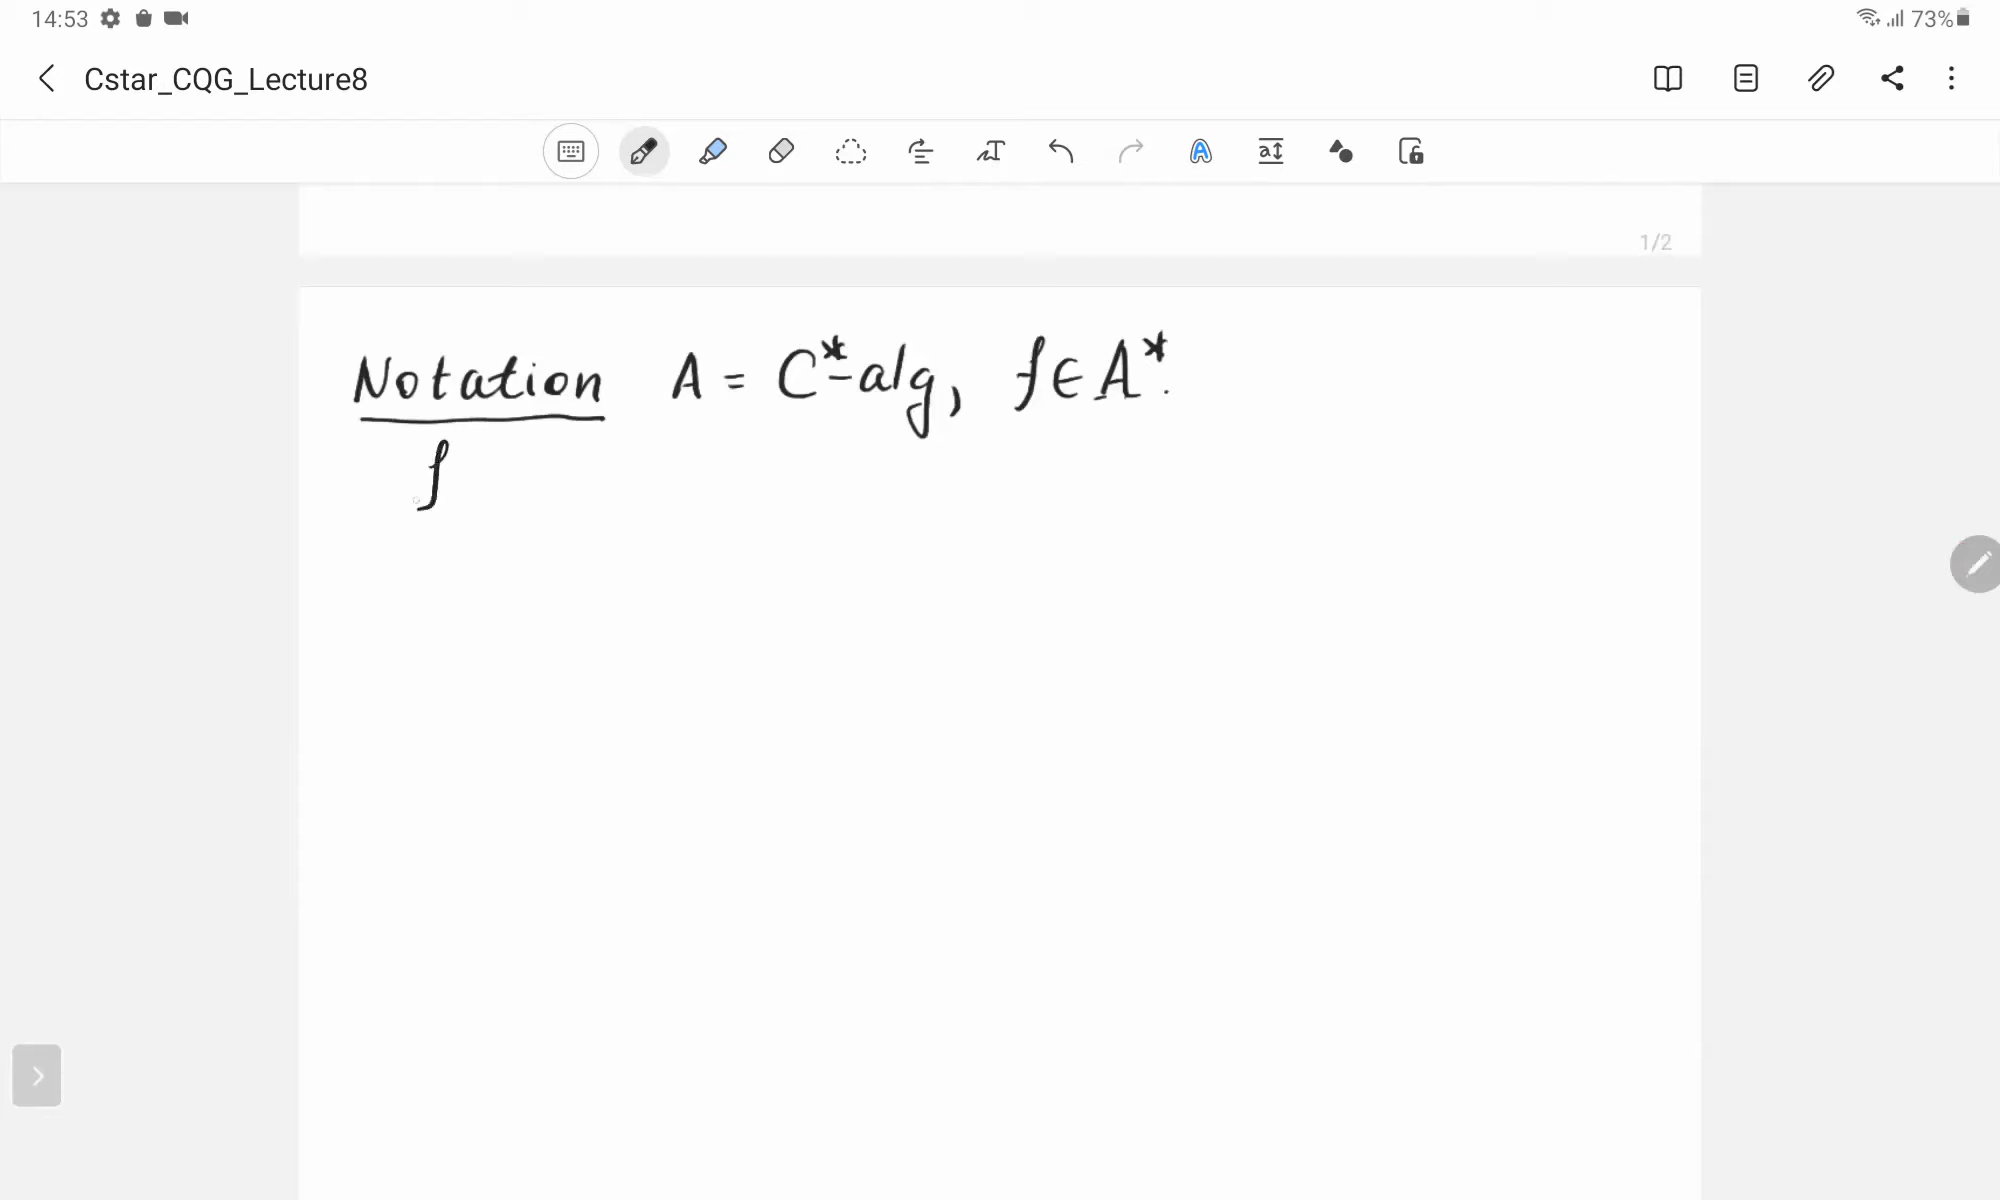 14:53 73%
Cstar_CQG_Lecture8
1/2
Notation A = C*-alg, f ∈ A*.
f